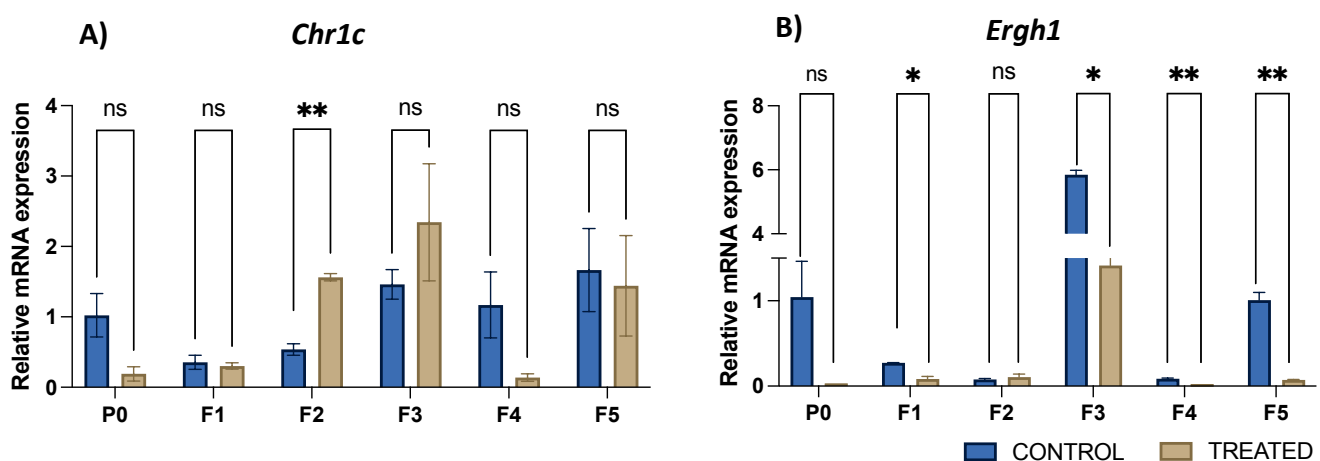 A)
Chr1c
ns
ns
**
ns
ns
ns
Relative mRNA expression
4
3
2
1
0
P0 F1 F2 F3 F4 F5
B)
Ergh1
ns
*
ns
*
**
**
Relative mRNA expression
8
6
4
1
0
P0 F1 F2 F3 F4 F5
CONTROL TREATED